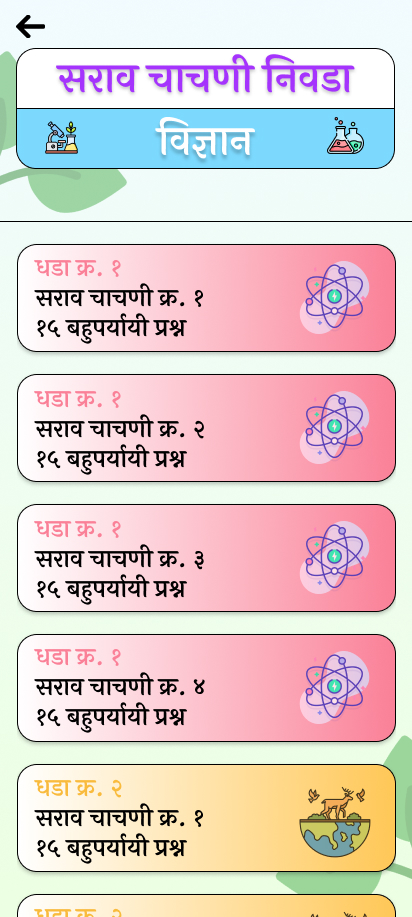 सराव चाचणी निवडा
विज्ञान
धडा क्र. १
सराव चाचणी क्र. १
१५ बहुपर्यायी प्रश्न
धडा क्र. १
सराव चाचणी क्र. २
१५ बहुपर्यायी प्रश्न
धडा क्र. १
सराव चाचणी क्र. ३
१५ बहुपर्यायी प्रश्न
धडा क्र. १
सराव चाचणी क्र. ४
१५ बहुपर्यायी प्रश्न
धडा क्र. २
सराव चाचणी क्र. १
१५ बहुपर्यायी प्रश्न
धडा क्र. २